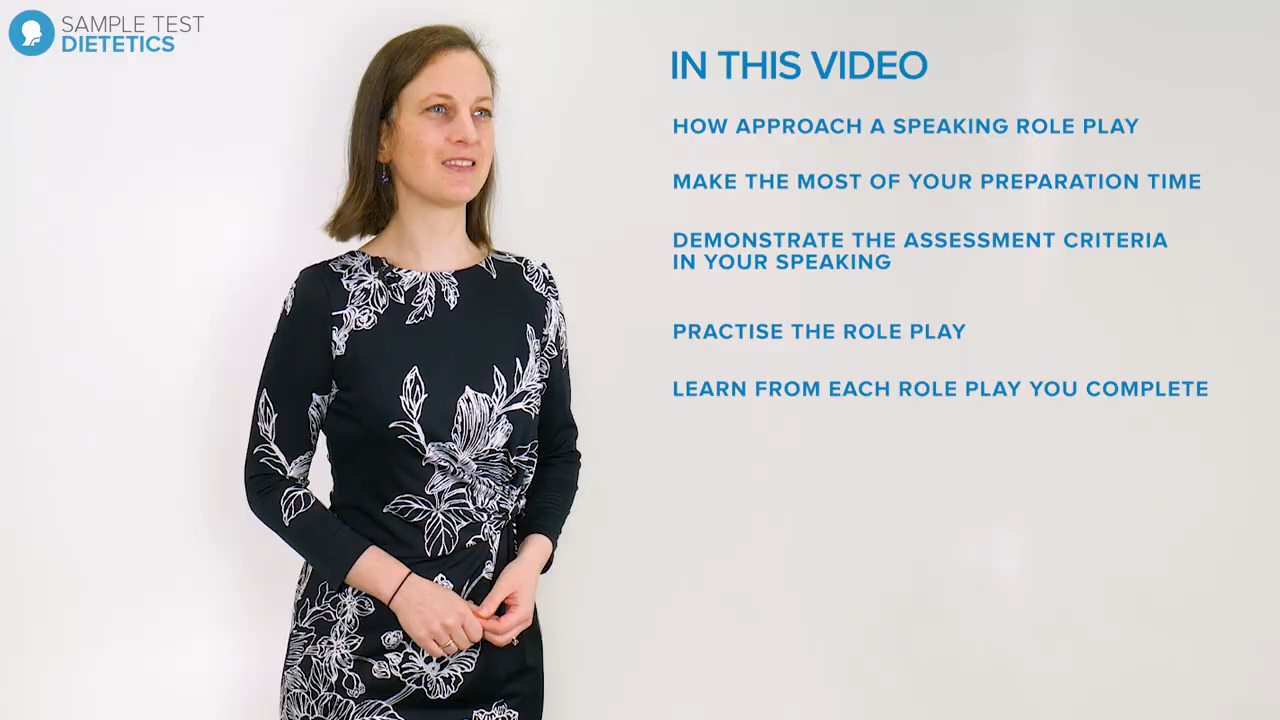 SAMPLE TEST
DIETETICS
IN THIS VIDEO
HOW APPROACH A SPEAKING ROLE PLAY
MAKE THE MOST OF YOUR PREPARATION TIME
DEMONSTRATE THE ASSESSMENT CRITERIA
IN YOUR SPEAKING
PRACTISE THE ROLE PLAY
LEARN FROM EACH ROLE PLAY YOU COMPLETE